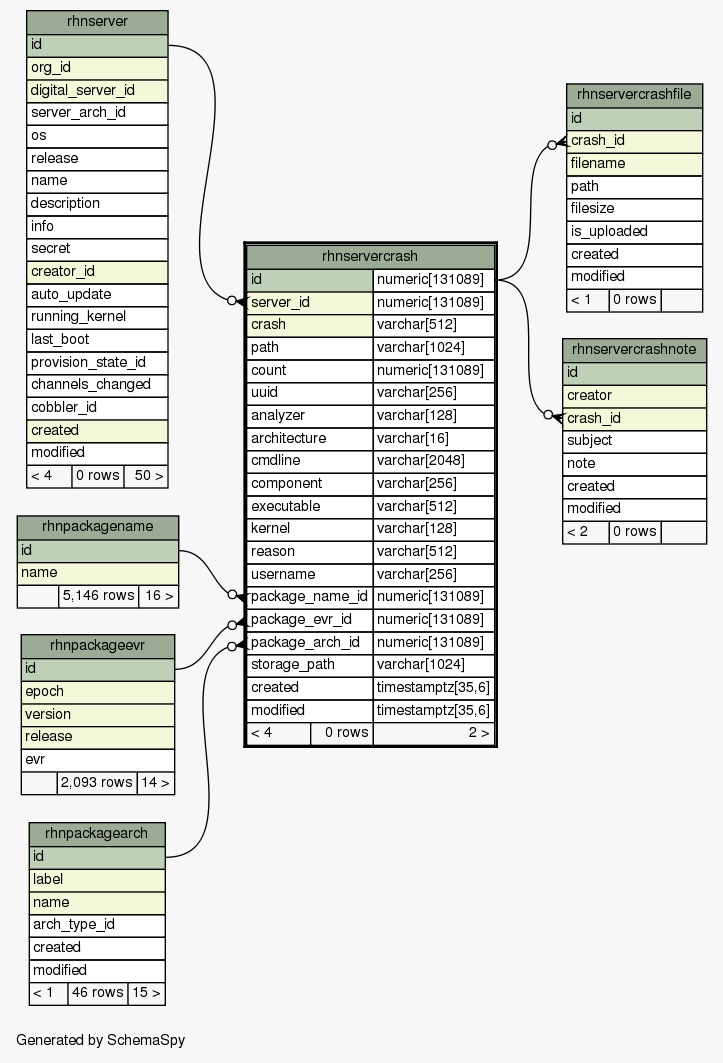 rhnserver
id
org_id
digital_server_id
server_arch_id
os
release
name
description
info
secret
creator_id
auto_update
running_kernel
last_boot
provision_state_id
channels_changed
cobbler_id
created
modified
< 4 0 rows 50 >
rhnpackagename
id
name
5,146 rows 16 >
rhnpackageevr
id
epoch
version
release
evr
2,093 rows 14 >
rhnpackagearch
id
label
name
arch_type_id
created
modified
< 1 46 rows 15 >
rhnservercrash
id numeric[131089]
server_id numeric[131089]
crash varchar[512]
path varchar[1024]
count numeric[131089]
uuid varchar[256]
analyzer varchar[128]
architecture varchar[16]
cmdline varchar[2048]
component varchar[256]
executable varchar[512]
kernel varchar[128]
reason varchar[512]
username varchar[256]
package_name_id numeric[131089]
package_evr_id numeric[131089]
package_arch_id numeric[131089]
storage_path varchar[1024]
created timestamptz[35,6]
modified timestamptz[35,6]
< 4 0 rows 2 >
rhnservercrashfile
id
crash_id
filename
path
filesize
is_uploaded
created
modified
< 1 0 rows
rhnservercrashnote
id
creator
crash_id
subject
note
created
modified
< 2 0 rows
Generated by SchemaSpy